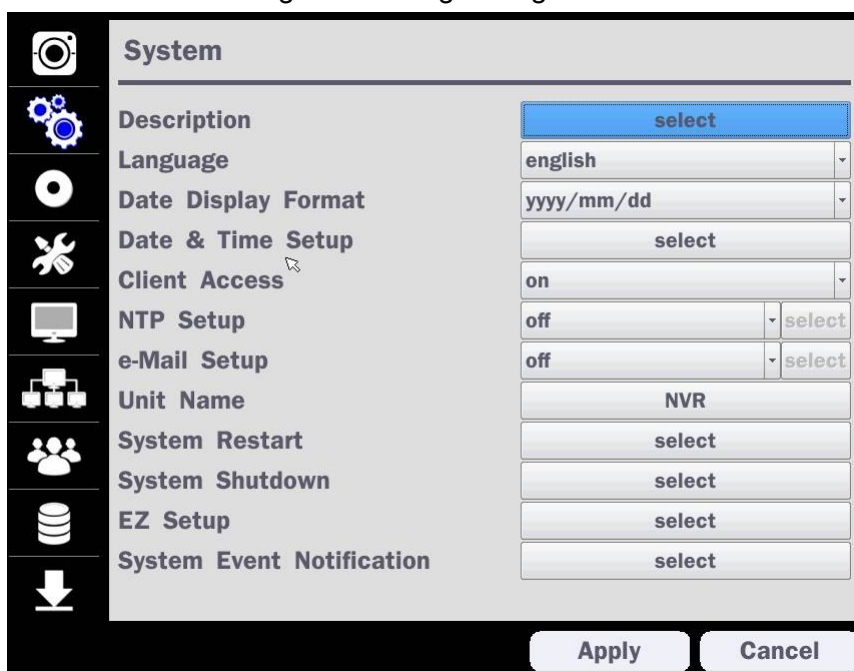 System
Description select
Language english
Date Display Format yyyy/mm/dd
Date & Time Setup select
Client Access on
NTP Setup off select
e-Mail Setup off select
Unit Name NVR
System Restart select
System Shutdown select
EZ Setup select
System Event Notification select
Apply Cancel